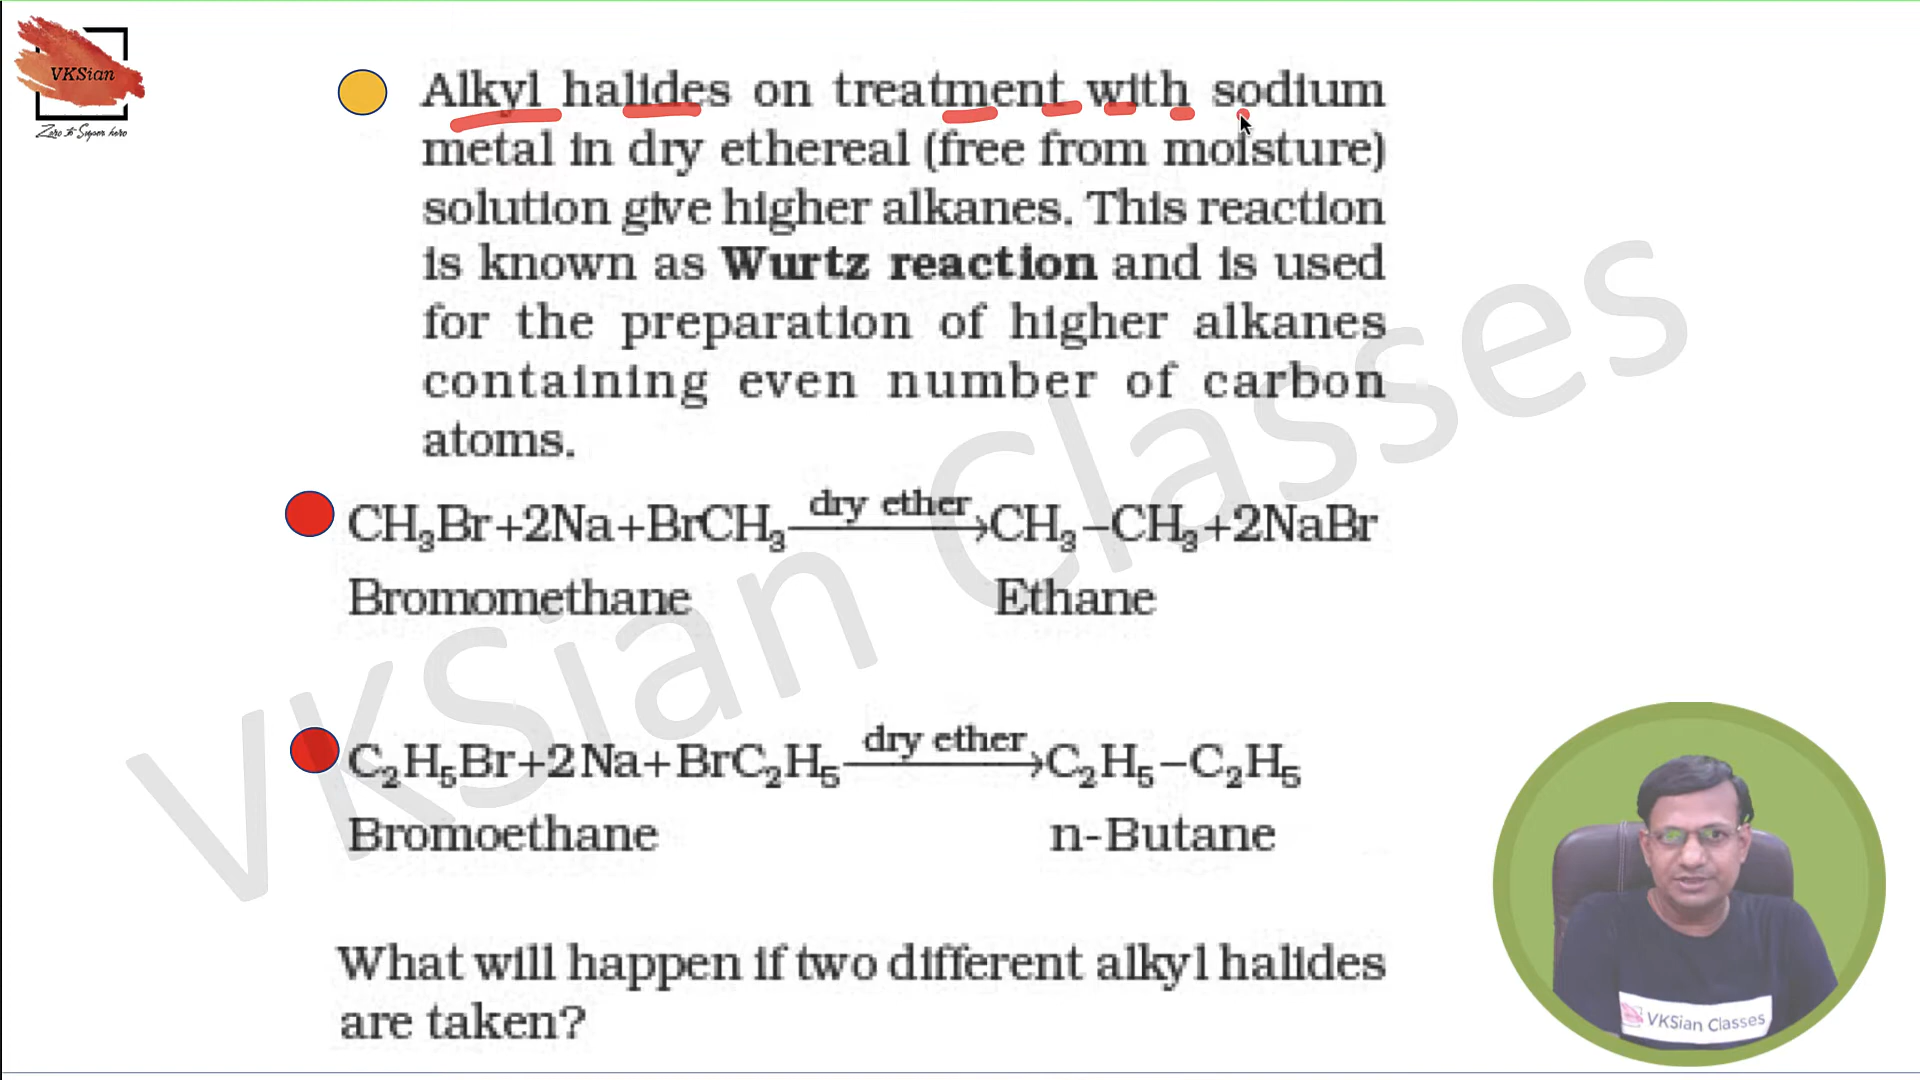 VKSian
Zero to Super hero
Alkyl halides on treatment with sodium
metal in dry ethereal (free from moisture)
solution give higher alkanes. This reaction
is known as Wurtz reaction and is used
for the preparation of higher alkanes
containing even number of carbon
atoms.
CH₃Br+2Na+BrCH₃ dry ether→ CH₃–CH₃+2NaBr
Bromomethane Ethane
C₂H₅Br+2Na+BrC₂H₅ dry ether→ C₂H₅–C₂H₅
Bromoethane n-Butane
What will happen if two different alkyl halides
are taken?
VKSian Classes
VKSian Classes